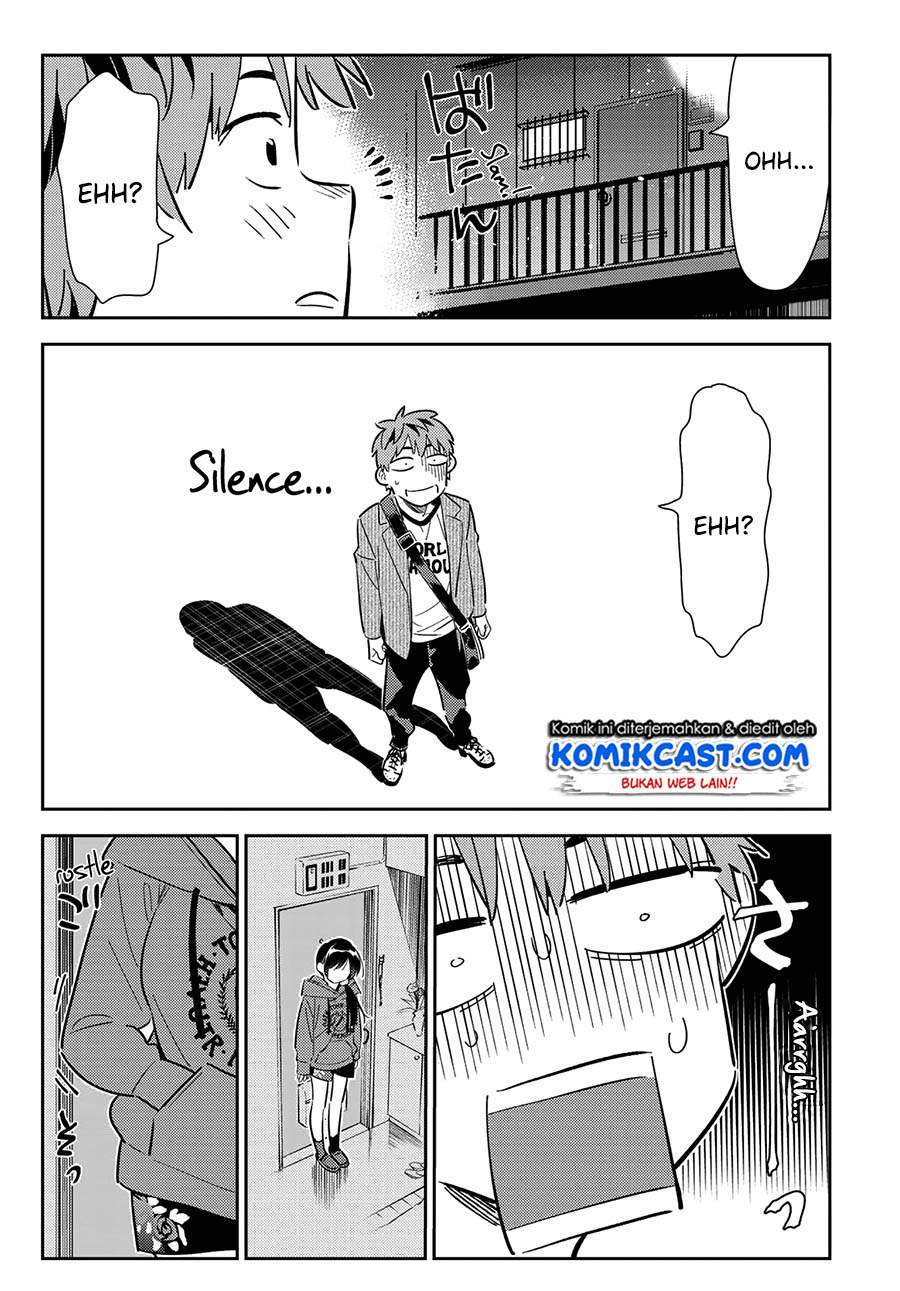 OHH...
ばたん
Slam!
EHH?
EHH?
Silence...
Komik ini diterjemahkan & diedit oleh
KOMIKCAST.COM
BUKAN WEB LAIN!!
Aarrghh...
rustle